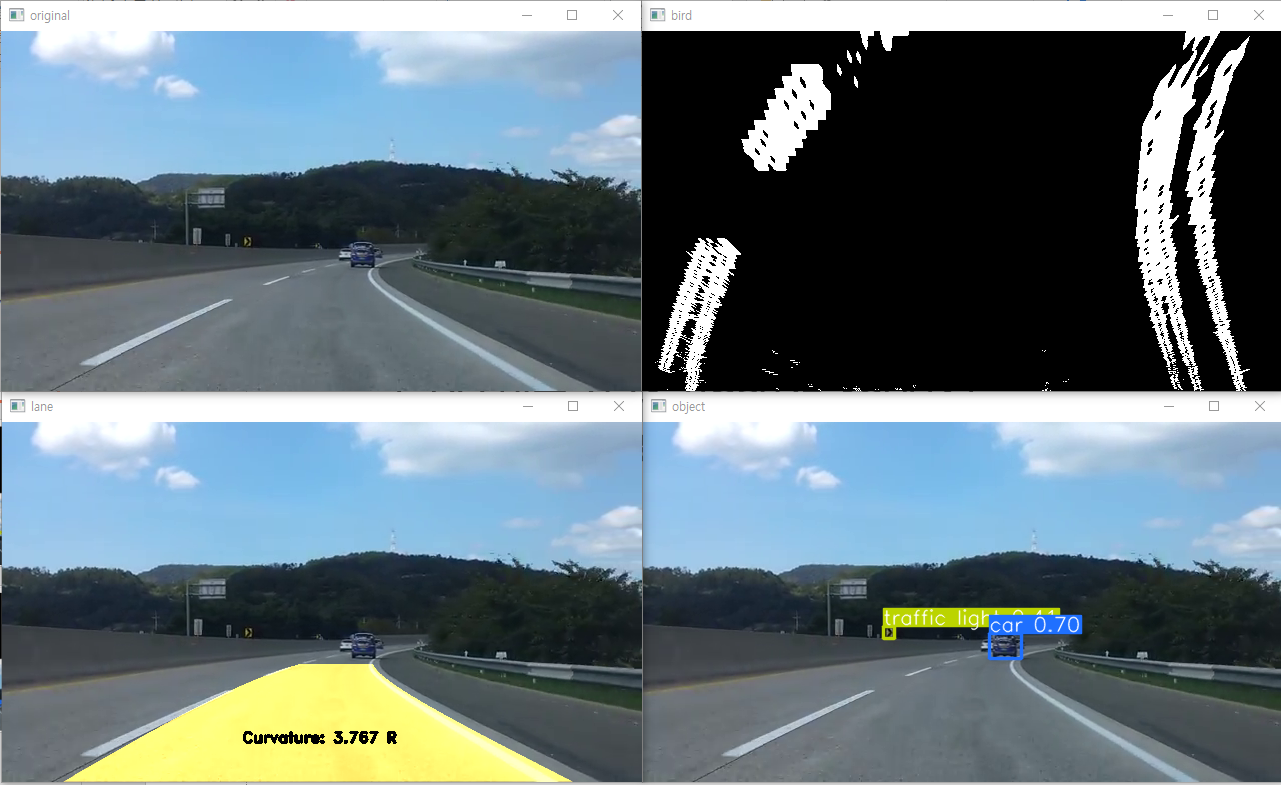 original
bird
lane
Curvature: 3.767 R
object
traffic light
car 0.70